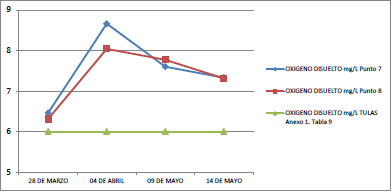 9
8
7
6
5
28 DE MARZO 04 DE ABRIL 09 DE MAYO 14 DE MAYO
OXIGENO DISUELTO mg/L Punto 7
OXIGENO DISUELTO mg/L Punto 8
OXIGENO DISUELTO mg/L TULAS
Anexo 1. Tabla 9